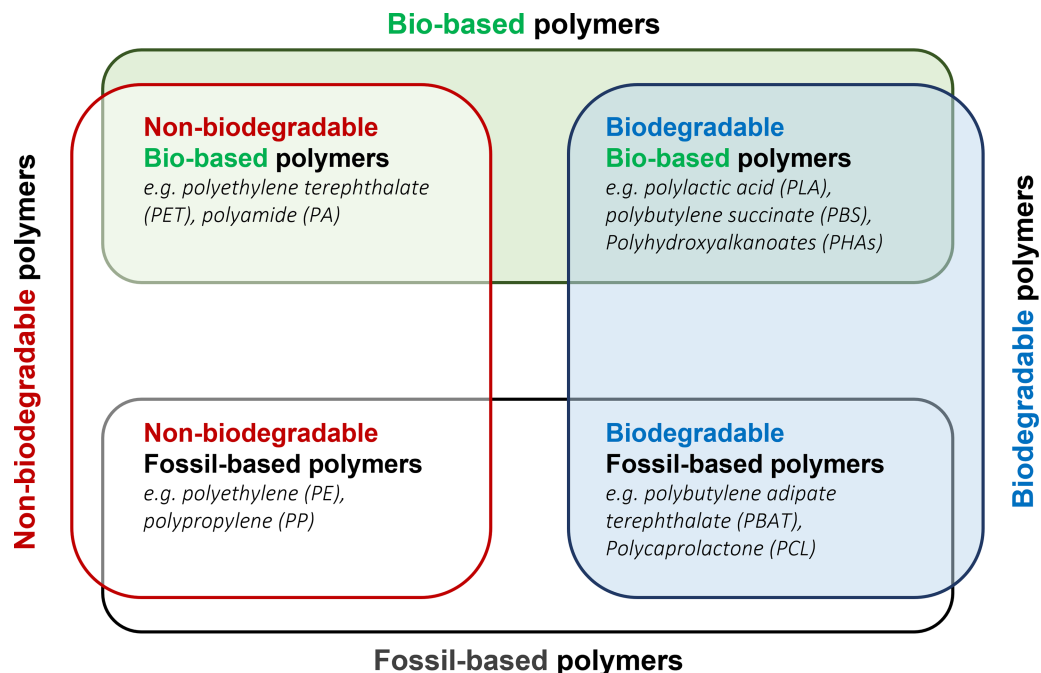 Bio-based polymers
Non-biodegradable polymers
Non-biodegradable
Bio-based polymers
e.g. polyethylene terephthalate
(PET), polyamide (PA)
Biodegradable
Bio-based polymers
e.g. polylactic acid (PLA),
polybutylene succinate (PBS),
Polyhydroxyalkanoates (PHAs)
Biodegradable polymers
Non-biodegradable
Fossil-based polymers
e.g. polyethylene (PE),
polypropylene (PP)
Biodegradable
Fossil-based polymers
e.g. polybutylene adipate
terephthalate (PBAT),
Polycaprolactone (PCL)
Fossil-based polymers